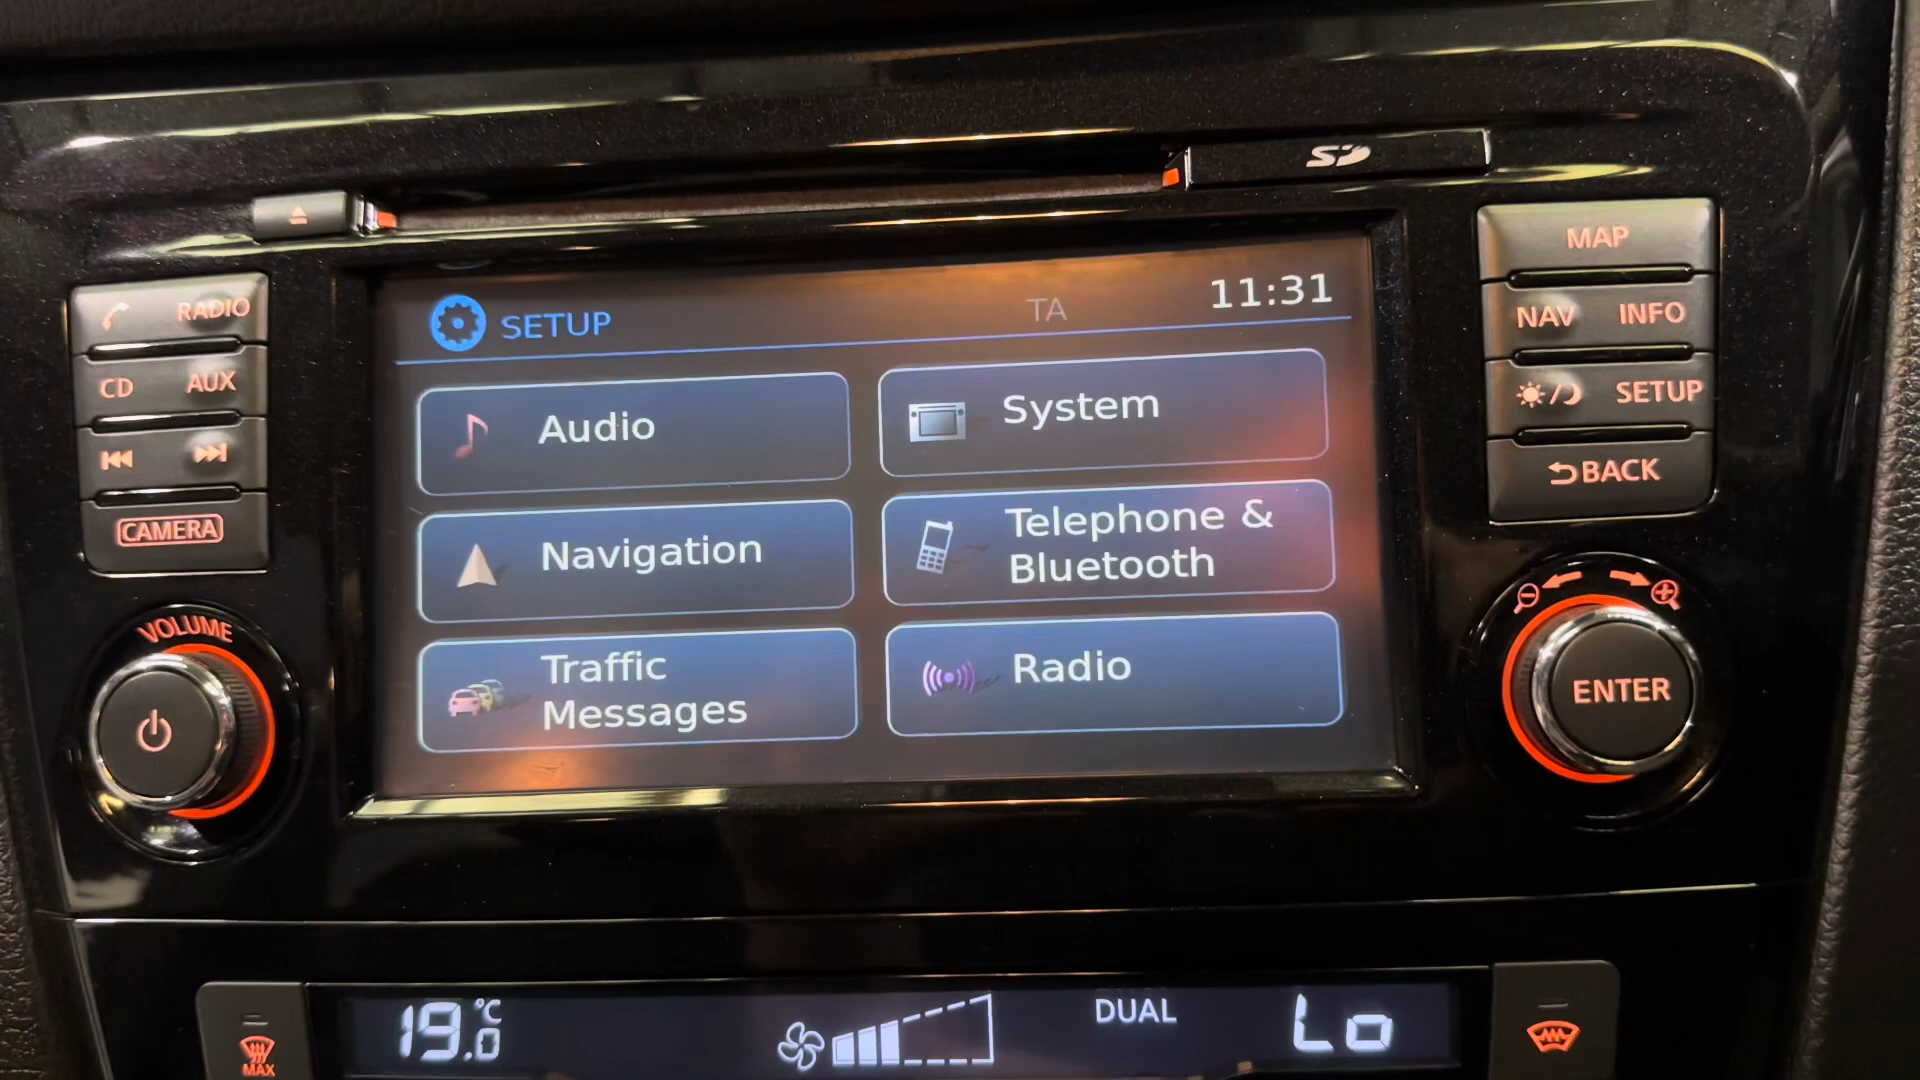 SD
MAP
RADIO
NAV INFO
CD AUX
SETUP
BACK
CAMERA
SETUP TA 11:31
Audio
System
Navigation
Telephone &
Bluetooth
Traffic
Messages
Radio
VOLUME
ENTER
19.0 °C
DUAL
Lo
MAX